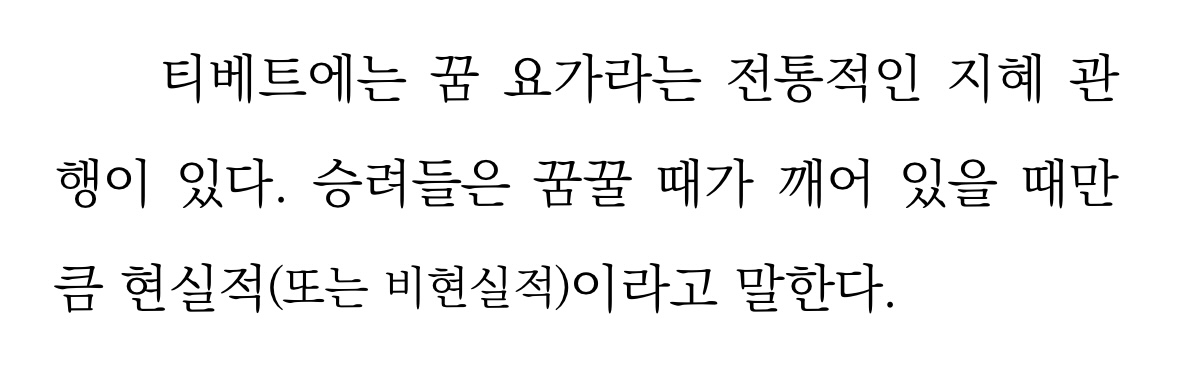 티베트에는 꿈 요가라는 전통적인 지혜 관
행이 있다. 승려들은 꿈꿀 때가 깨어 있을 때만
큼 현실적(또는 비현실적)이라고 말한다.